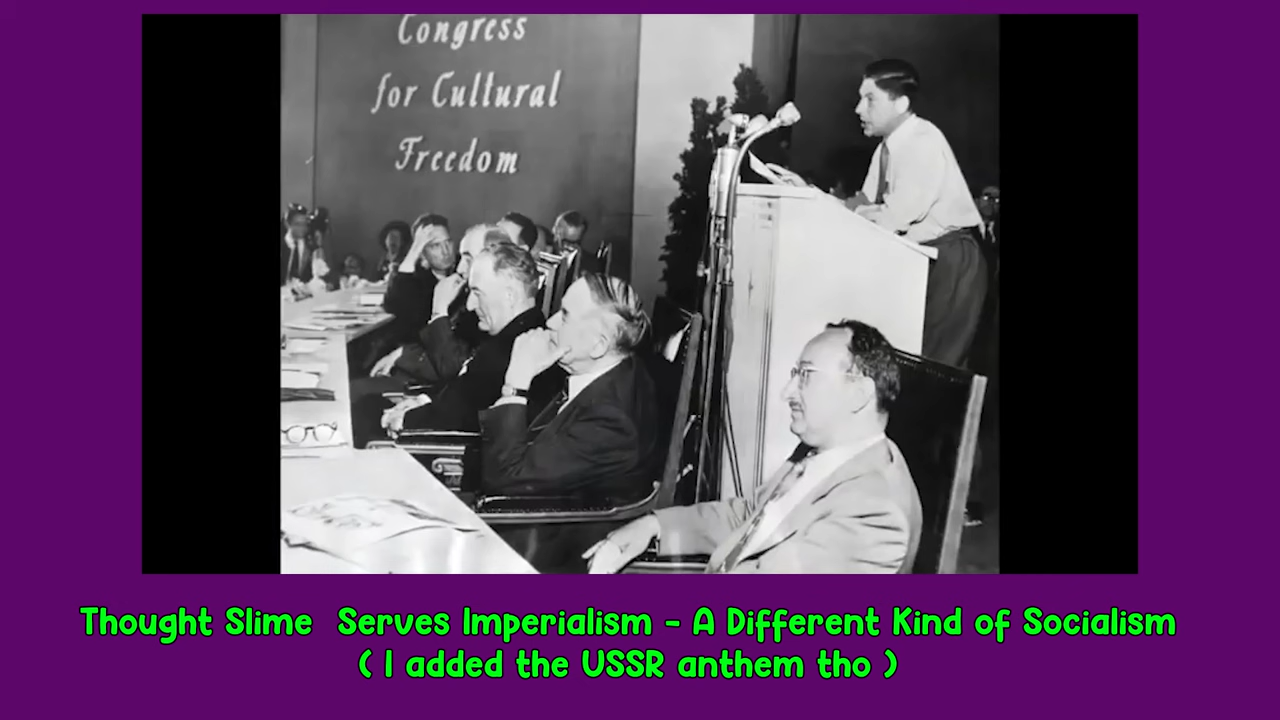 Congress
for Cultural
Freedom
Thought Slime  Serves Imperialism - A Different Kind of Socialism
( I added the USSR anthem tho )